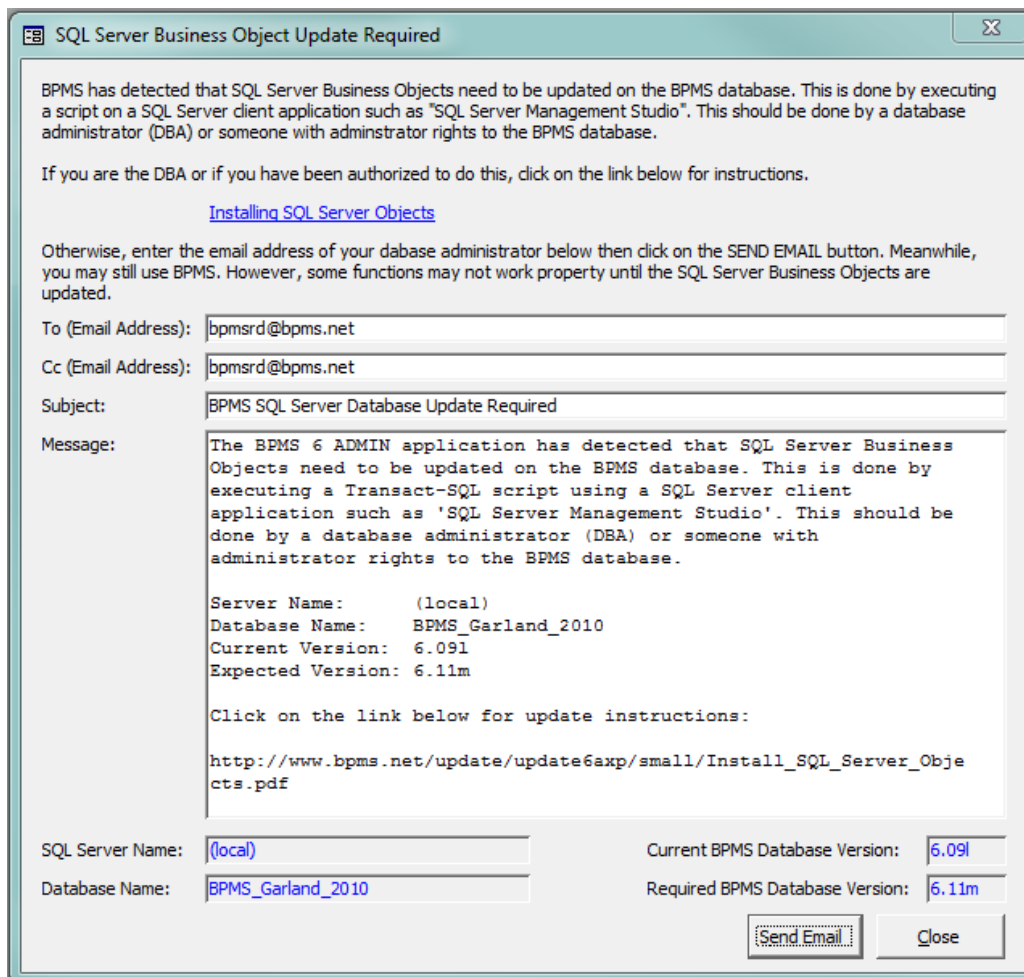 SQL Server Business Object Update Required
BPMS has detected that SQL Server Business Objects need to be updated on the BPMS database. This is done by executing
a script on a SQL Server client application such as "SQL Server Management Studio". This should be done by a database
administrator (DBA) or someone with adminstrator rights to the BPMS database.
If you are the DBA or if you have been authorized to do this, click on the link below for instructions.
Installing SQL Server Objects
Otherwise, enter the email address of your dabase administrator below then click on the SEND EMAIL button. Meanwhile,
you may still use BPMS. However, some functions may not work property until the SQL Server Business Objects are
updated.
To (Email Address): bpmsrd@bpms.net
Cc (Email Address): bpmsrd@bpms.net
Subject: BPMS SQL Server Database Update Required
Message:
The BPMS 6 ADMIN application has detected that SQL Server Business
Objects need to be updated on the BPMS database. This is done by
executing a Transact-SQL script using a SQL Server client
application such as 'SQL Server Management Studio'. This should be
done by a database administrator (DBA) or someone with
administrator rights to the BPMS database.
Server Name: (local)
Database Name: BPMS_Garland_2010
Current Version: 6.09l
Expected Version: 6.11m
Click on the link below for update instructions:
http://www.bpms.net/update/update6axp/small/Install_SQL_Server_Obje
cts.pdf
SQL Server Name: (local) Current BPMS Database Version: 6.09l
Database Name: BPMS_Garland_2010 Required BPMS Database Version: 6.11m
Send Email Close